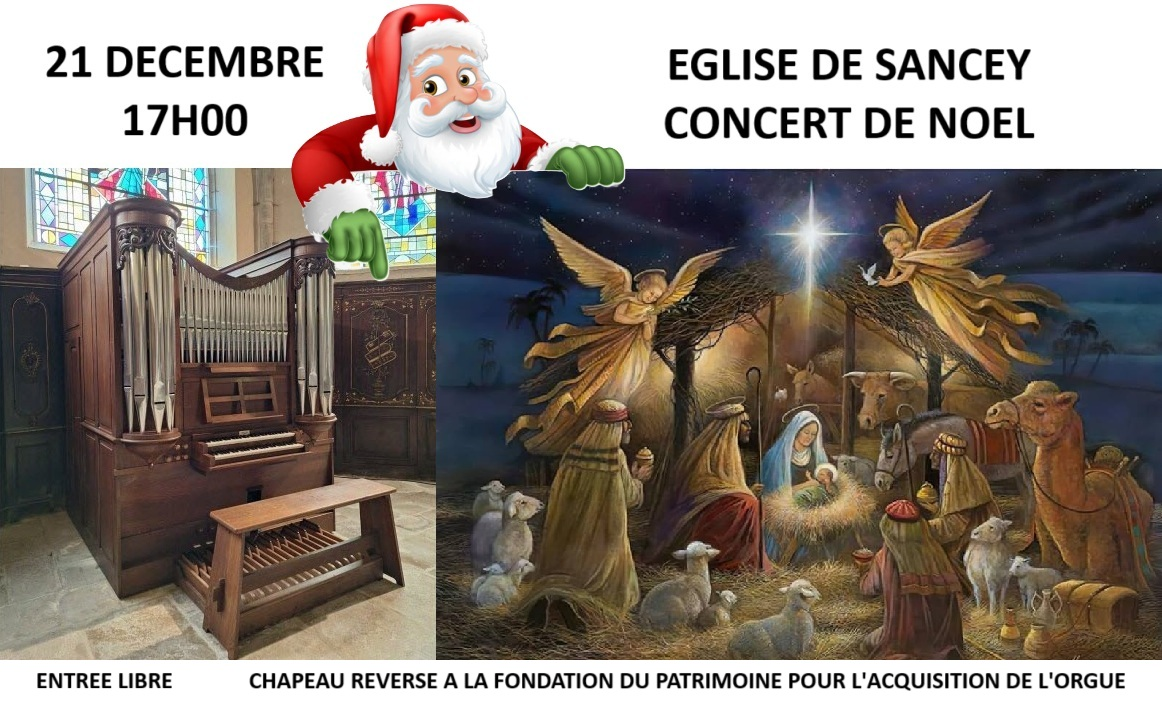 21 DECEMBRE
17H00
EGLISE DE SANCEY
CONCERT DE NOEL
ENTREE LIBRE
CHAPEAU REVERSE A LA FONDATION DU PATRIMOINE POUR L'ACQUISITION DE L'ORGUE